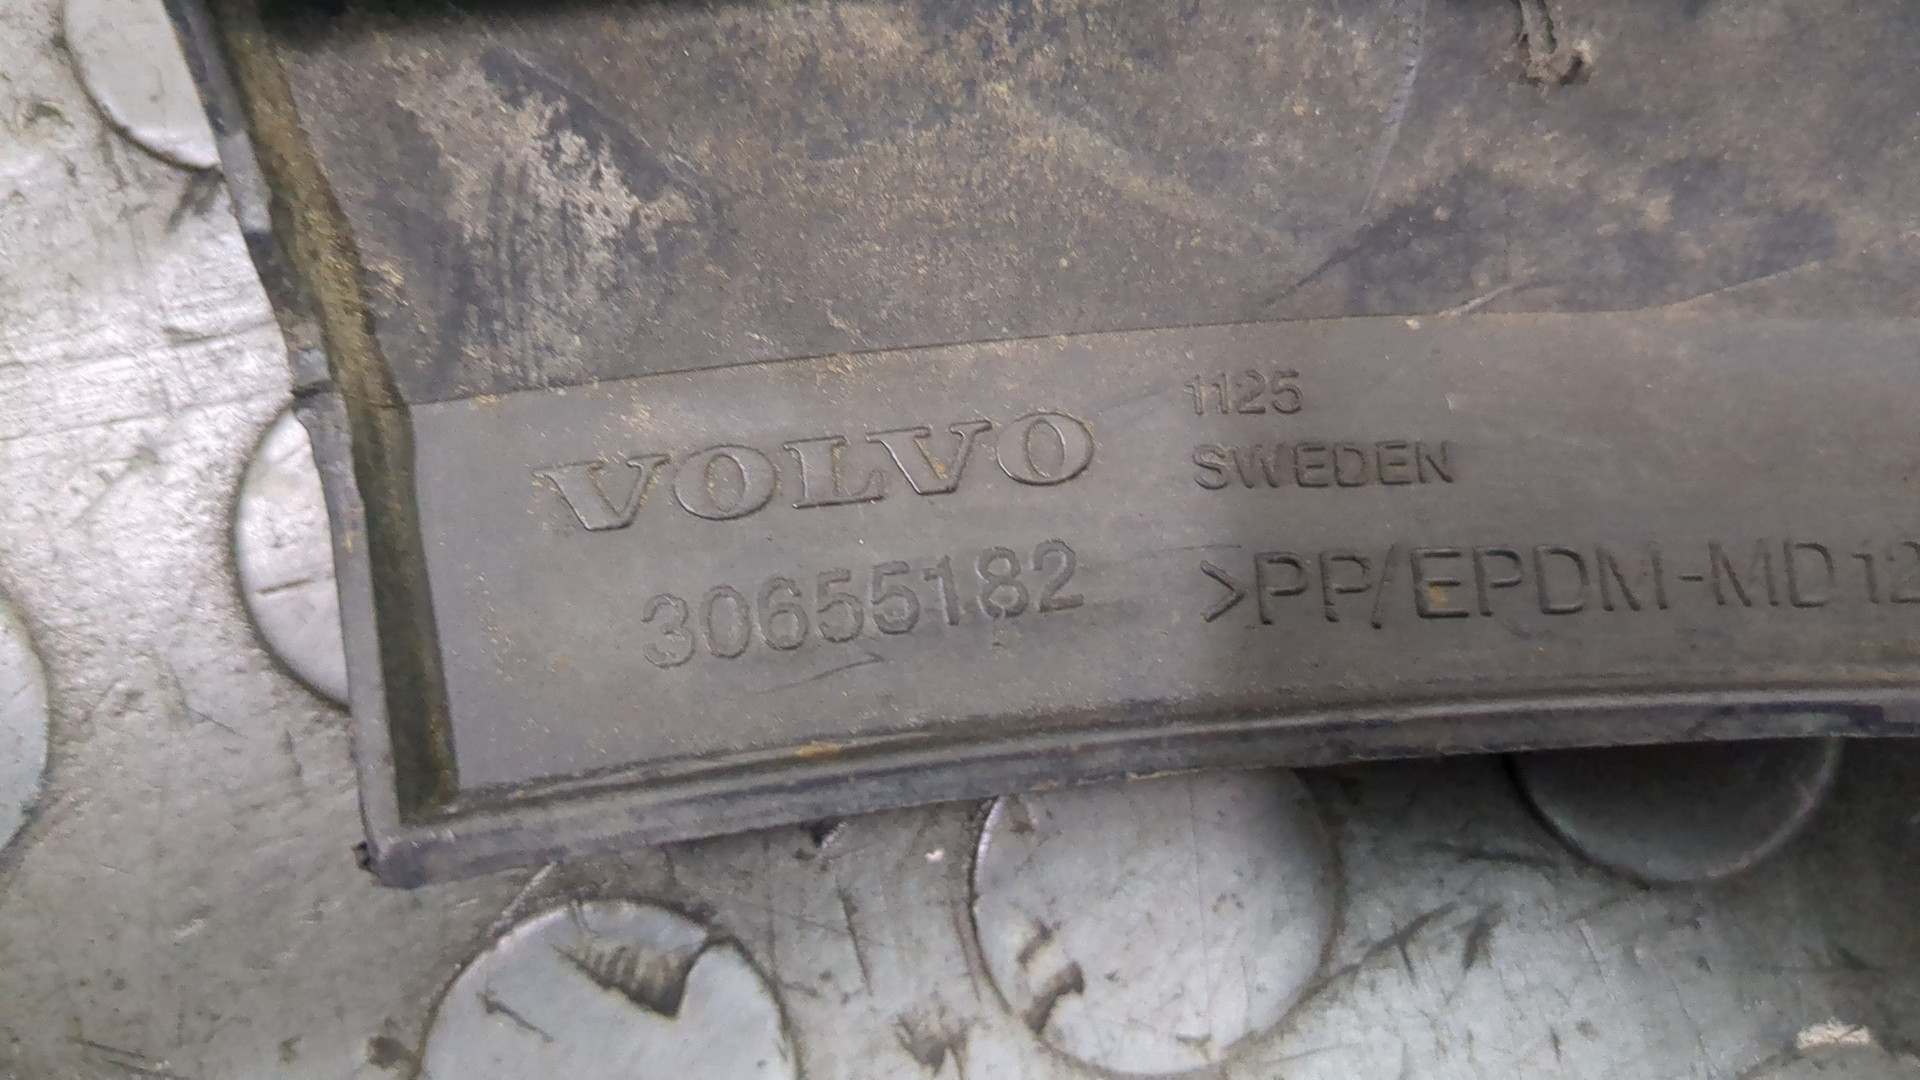 VOLVO
30655182
1125
SWEDEN
>PP/EPDM-MD12